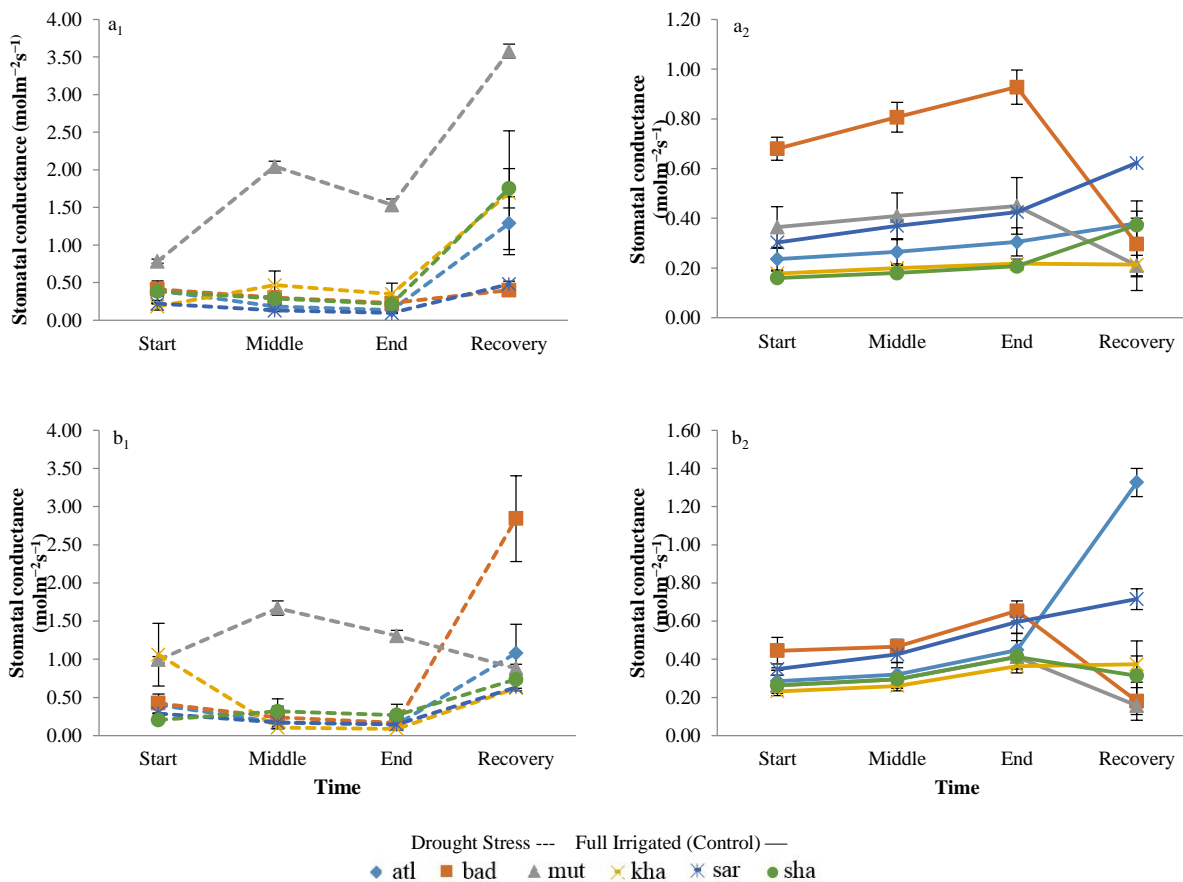 a₁
Stomatal conductance (molm⁻²s⁻¹)
4.00
3.50
3.00
2.50
2.00
1.50
1.00
0.50
0.00
Start Middle End Recovery
a₂
Stomatal conductance
(molm⁻²s⁻¹)
1.20
1.00
0.80
0.60
0.40
0.20
0.00
Start Middle End Recovery
b₁
Stomatal conductance
(molm⁻²s⁻¹)
4.00
3.50
3.00
2.50
2.00
1.50
1.00
0.50
0.00
Start Middle End Recovery
Time
b₂
Stomatal conductance
(molm⁻²s⁻¹)
1.60
1.40
1.20
1.00
0.80
0.60
0.40
0.20
0.00
Start Middle End Recovery
Time
Drought Stress --- Full Irrigated (Control) —
atl bad mut kha sar sha